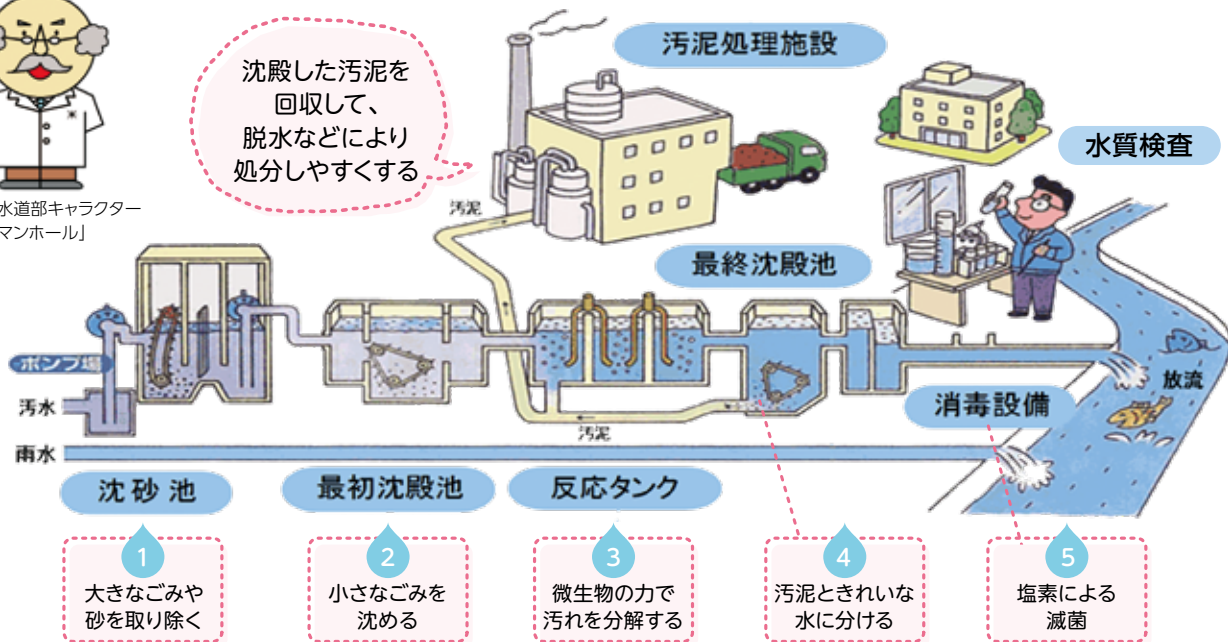 沈殿した汚泥を
回収して、
脱水などにより
処分しやすくする
汚泥処理施設
水質検査
水道部キャラクター
マンホール」
汚泥
最終沈殿池
ポンプ場
汚水
雨水
汚泥
消毒設備
放流
沈砂池
最初沈殿池
反応タンク
1
大きなごみや
砂を取り除く
2
小さなごみを
沈める
3
微生物の力で
汚れを分解する
4
汚泥ときれいな
水に分ける
5
塩素による
滅菌